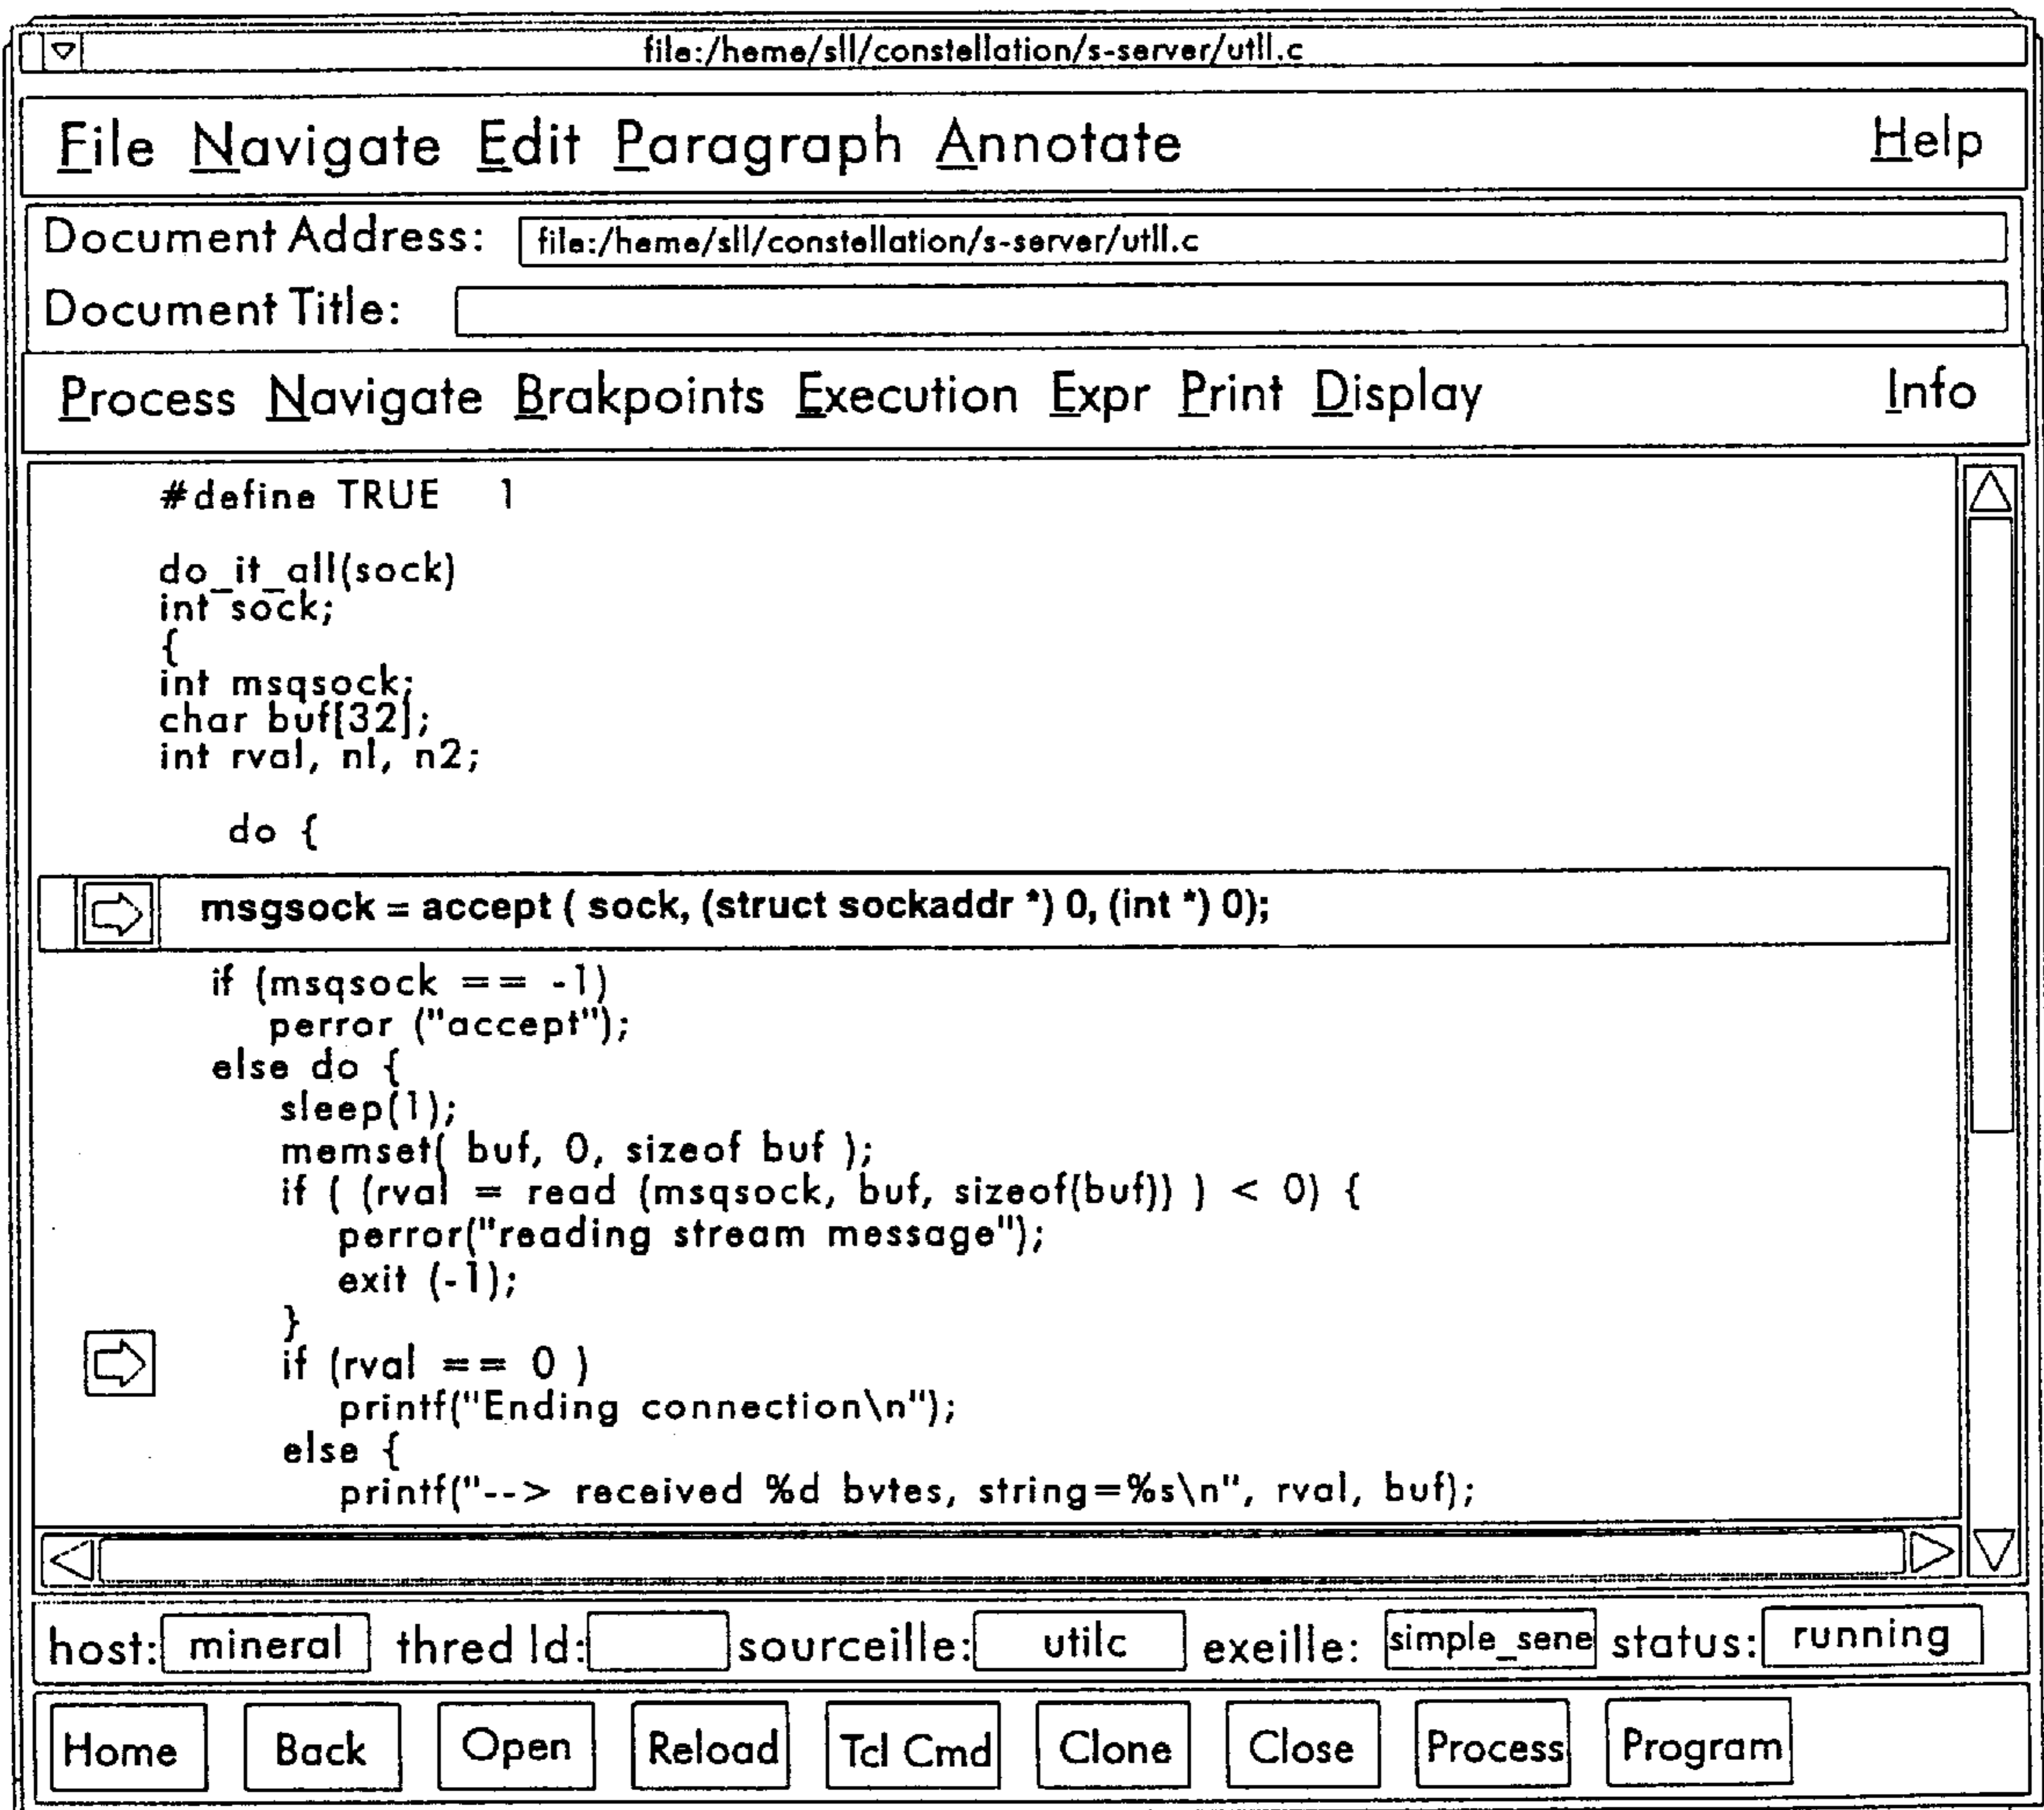 file:/heme/sll/constellation/s-server/utll.c
File Navigate Edit Paragraph Annotate Help
Document Address: file:/heme/sll/constellation/s-server/utll.c
Document Title:
Process Navigate Brakpoints Execution Expr Print Display Info
#define TRUE 1
do_it_all(sock)
int sock;
{
int msqsock;
char buf[32];
int rval, nl, n2;
do {
msgsock = accept ( sock, (struct sockaddr *) 0, (int *) 0);
if (msqsock == -1)
perror ("accept");
else do {
sleep(1);
memset( buf, 0, sizeof buf );
if ( (rval = read (msqsock, buf, sizeof(buf)) ) < 0) {
perror("reading stream message");
exit (-1);
}
if (rval == 0 )
printf("Ending connection\n");
else {
printf("--> received %d bvtes, string=%s\n", rval, buf);
host: mineral thred ld: sourceille: utilc exeille: simple_sene status: running
Home Back Open Reload Tcl Cmd Clone Close Process Program